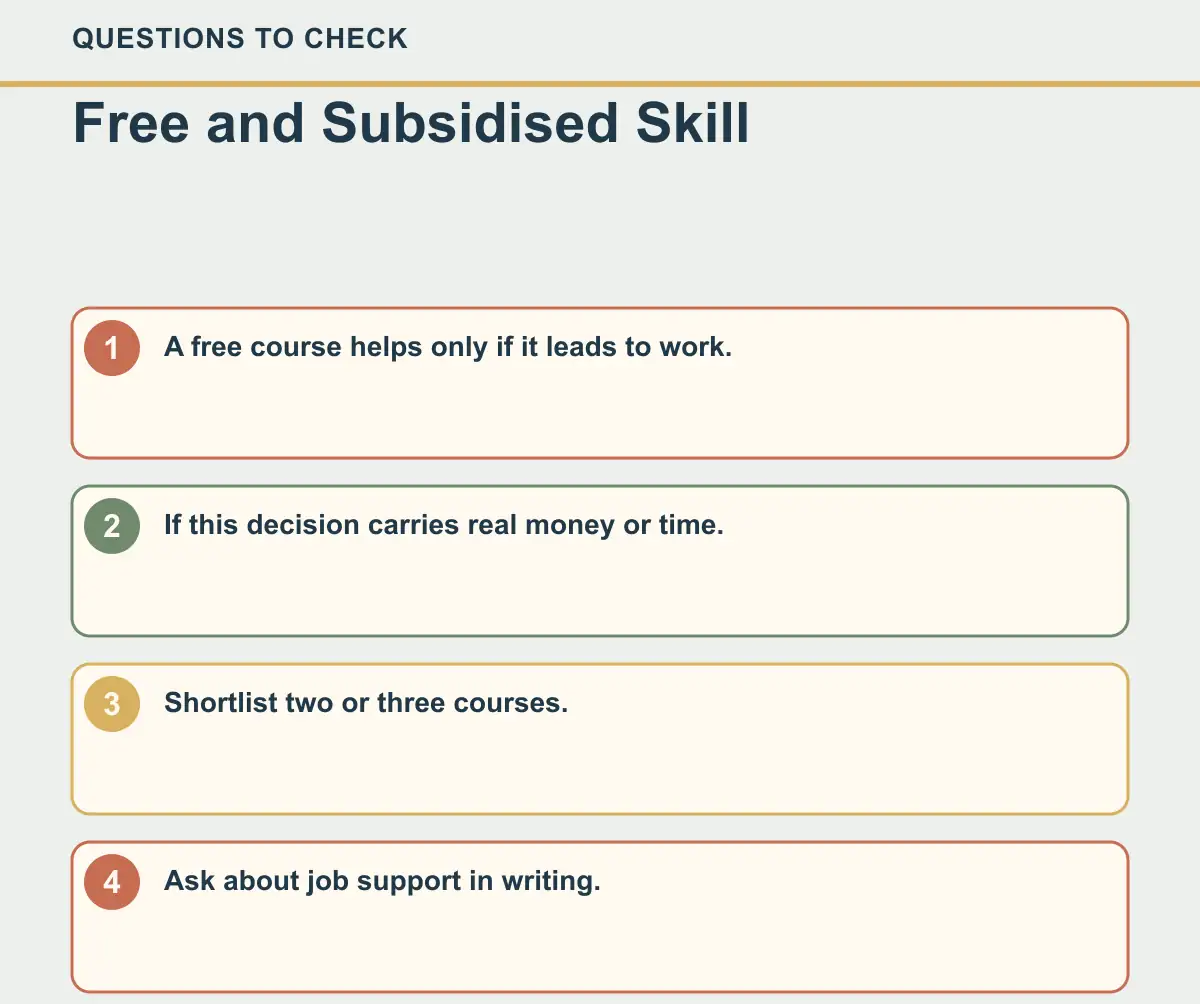 QUESTIONS TO CHECK
Free and Subsidised Skill
1
A free course helps only if it leads to work.
2
If this decision carries real money or time.
3
Shortlist two or three courses.
4
Ask about job support in writing.